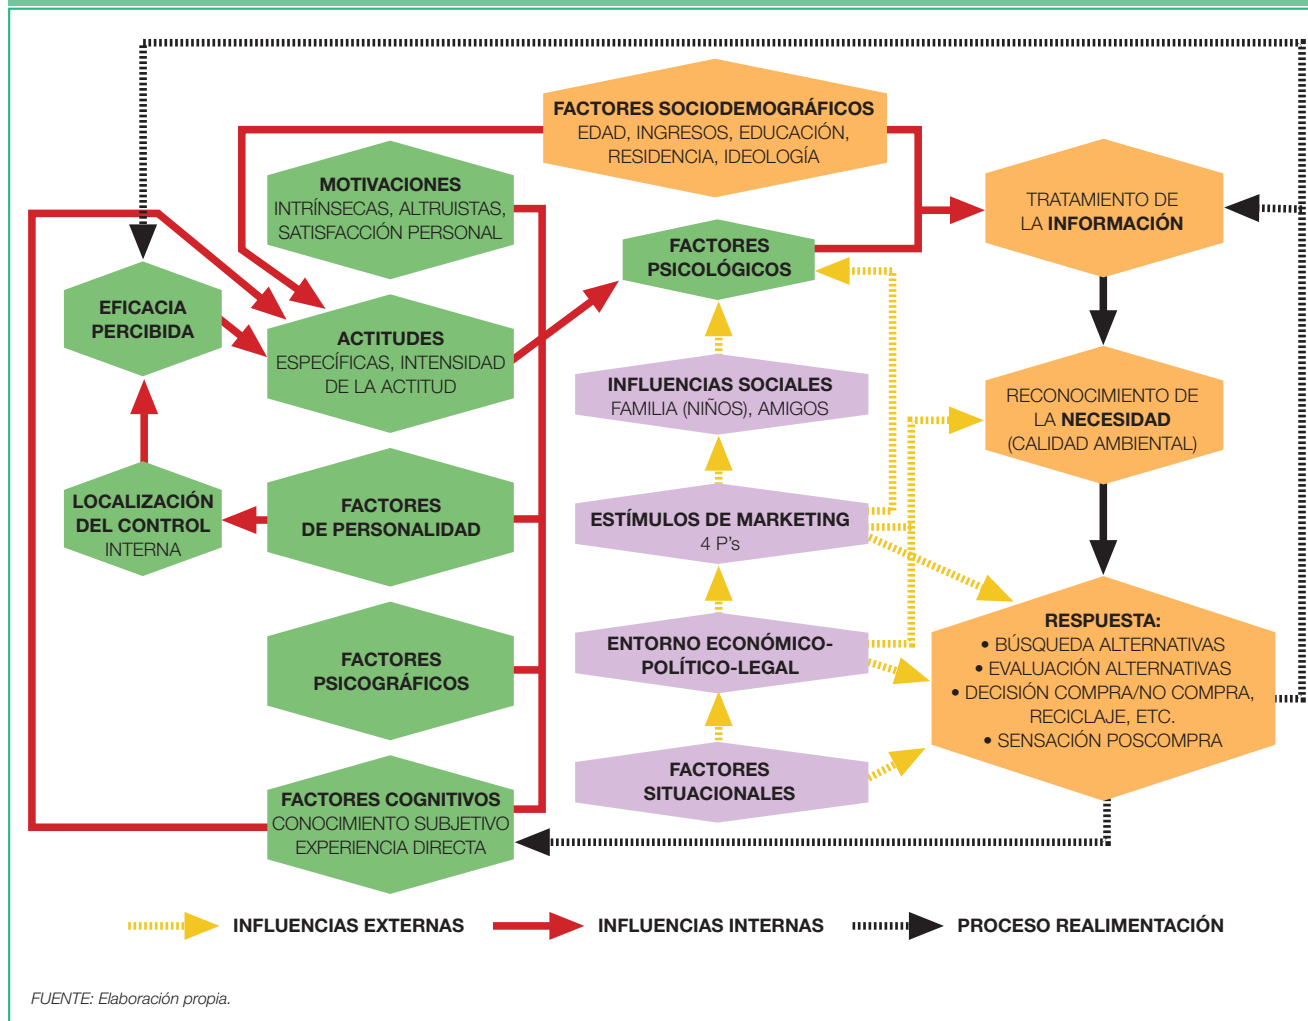 FACTORES SOCIODEMOGRÁFICOS
EDAD, INGRESOS, EDUCACIÓN,
RESIDENCIA, IDEOLOGÍA
MOTIVACIONES
INTRÍNSECAS, ALTRUISTAS,
SATISFACCIÓN PERSONAL
TRATAMIENTO DE
LA INFORMACIÓN
FACTORES
PSICOLÓGICOS
EFICACIA
PERCIBIDA
ACTITUDES
ESPECÍFICAS, INTENSIDAD
DE LA ACTITUD
INFLUENCIAS SOCIALES
FAMILIA (NIÑOS), AMIGOS
RECONOCIMIENTO DE
LA NECESIDAD
(CALIDAD AMBIENTAL)
LOCALIZACIÓN
DEL CONTROL
INTERNA
FACTORES
DE PERSONALIDAD
ESTÍMULOS DE MARKETING
4 P's
FACTORES
PSICOGRÁFICOS
ENTORNO ECONÓMICO-
POLÍTICO-LEGAL
RESPUESTA:
• BÚSQUEDA ALTERNATIVAS
• EVALUACIÓN ALTERNATIVAS
• DECISIÓN COMPRA/NO COMPRA,
RECICLAJE, ETC.
• SENSACIÓN POSCOMPRA
FACTORES
SITUACIONALES
FACTORES COGNITIVOS
CONOCIMIENTO SUBJETIVO
EXPERIENCIA DIRECTA
INFLUENCIAS EXTERNAS
INFLUENCIAS INTERNAS
PROCESO REALIMENTACIÓN
FUENTE: Elaboración propia.